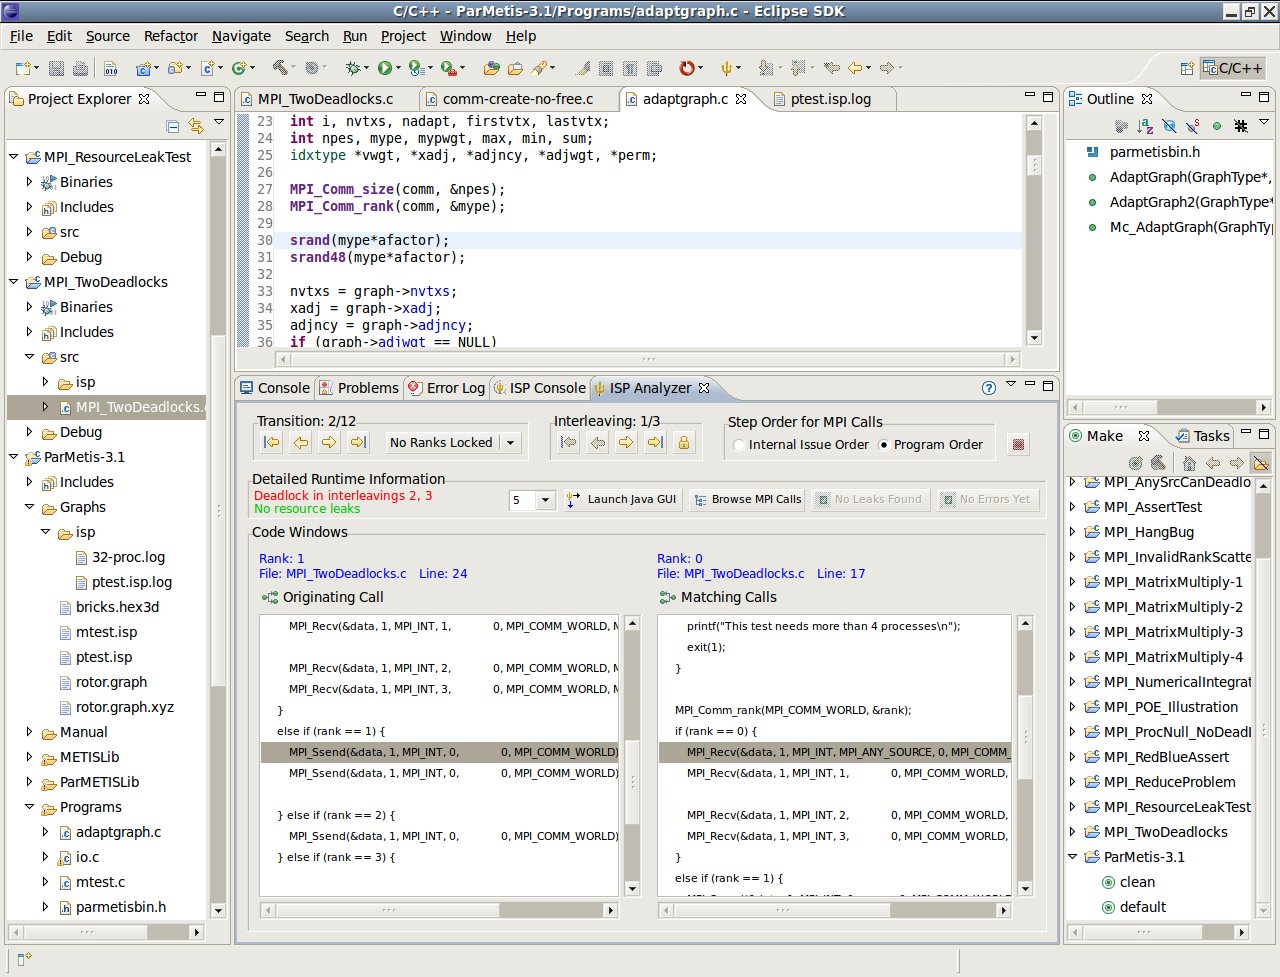 C/C++ - ParMetis-3.1/Programs/adaptgraph.c - Eclipse SDK
File Edit Source Refactor Navigate Search Run Project Window Help
C/C++
Project Explorer
MPI_ResourceLeakTest
Binaries
Includes
src
Debug
MPI_TwoDeadlocks
Binaries
Includes
src
isp
MPI_TwoDeadlocks.
Debug
ParMetis-3.1
Includes
Graphs
isp
32-proc.log
ptest.isp.log
bricks.hex3d
mtest.isp
ptest.isp
rotor.graph
rotor.graph.xyz
Manual
METISLib
ParMETISLib
Programs
adaptgraph.c
io.c
mtest.c
parmetisbin.h
MPI_TwoDeadlocks.c comm-create-no-free.c adaptgraph.c ptest.isp.log
23 int i, nvtxs, nadapt, firstvtx, lastvtx;
24 int npes, mype, mypwgt, max, min, sum;
25 idxtype *vwgt, *xadj, *adjncy, *adjwgt, *perm;
26
27 MPI_Comm_size(comm, &npes);
28 MPI_Comm_rank(comm, &mype);
29
30 srand(mype*afactor);
31 srand48(mype*afactor);
32
33 nvtxs = graph->nvtxs;
34 xadj = graph->xadj;
35 adjncy = graph->adjncy;
36 if (graph->adjwgt == NULL)
Console Problems Error Log ISP Console ISP Analyzer
Transition: 2/12
No Ranks Locked
Interleaving: 1/3
Step Order for MPI Calls
Internal Issue Order Program Order
Detailed Runtime Information
Deadlock in interleavings 2, 3
No resource leaks
5 Launch Java GUI Browse MPI Calls No Leaks Found No Errors Yet
Code Windows
Rank: 1
File: MPI_TwoDeadlocks.c Line: 24
Originating Call
MPI_Recv(&data, 1, MPI_INT, 1, 0, MPI_COMM_WORLD, M
MPI_Recv(&data, 1, MPI_INT, 2, 0, MPI_COMM_WORLD, M
MPI_Recv(&data, 1, MPI_INT, 3, 0, MPI_COMM_WORLD, M
}
else if (rank == 1) {
MPI_Ssend(&data, 1, MPI_INT, 0, 0, MPI_COMM_WORLD)
MPI_Ssend(&data, 1, MPI_INT, 0, 0, MPI_COMM_WORLD)
} else if (rank == 2) {
MPI_Ssend(&data, 1, MPI_INT, 0, 0, MPI_COMM_WORLD)
} else if (rank == 3) {
Rank: 0
File: MPI_TwoDeadlocks.c Line: 17
Matching Calls
printf("This test needs more than 4 processes\n");
exit(1);
}
MPI_Comm_rank(MPI_COMM_WORLD, &rank);
if (rank == 0) {
MPI_Recv(&data, 1, MPI_INT, MPI_ANY_SOURCE, 0, MPI_COMM_
MPI_Recv(&data, 1, MPI_INT, 1, 0, MPI_COMM_WORLD,
MPI_Recv(&data, 1, MPI_INT, 2, 0, MPI_COMM_WORLD,
MPI_Recv(&data, 1, MPI_INT, 3, 0, MPI_COMM_WORLD,
}
else if (rank == 1) {
Outline
parmetisbin.h
AdaptGraph(GraphType*,
AdaptGraph2(GraphType*
Mc_AdaptGraph(GraphTy
Make Tasks
MPI_AnySrcCanDeadlo
MPI_AssertTest
MPI_HangBug
MPI_InvalidRankScatte
MPI_MatrixMultiply-1
MPI_MatrixMultiply-2
MPI_MatrixMultiply-3
MPI_MatrixMultiply-4
MPI_NumericalIntegrat
MPI_POE_Illustration
MPI_ProcNull_NoDeadl
MPI_RedBlueAssert
MPI_ReduceProblem
MPI_ResourceLeakTest
MPI_TwoDeadlocks
ParMetis-3.1
clean
default